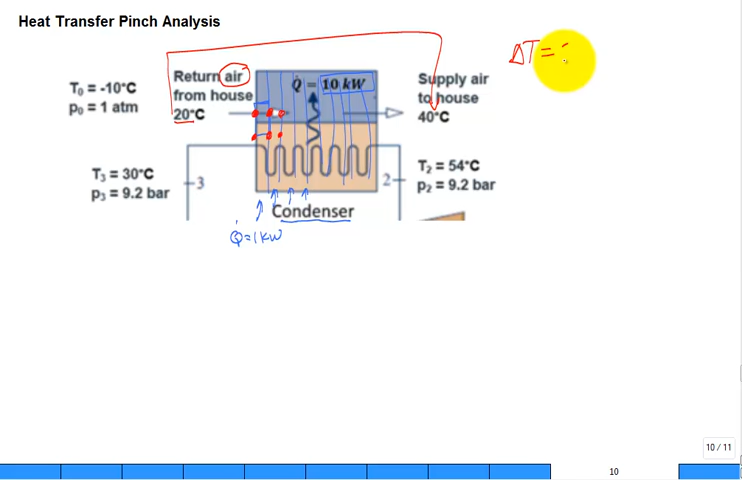 Heat Transfer Pinch Analysis
ΔT =
T₀ = -10°C
p₀ = 1 atm
Return air
from house
20°C
Q̇ = 10 kW
Supply air
to house
40°C
T₃ = 30°C
p₃ = 9.2 bar
3
2
T₂ = 54°C
p₂ = 9.2 bar
Condenser
Q̇ = 1 kW
10 / 11
10